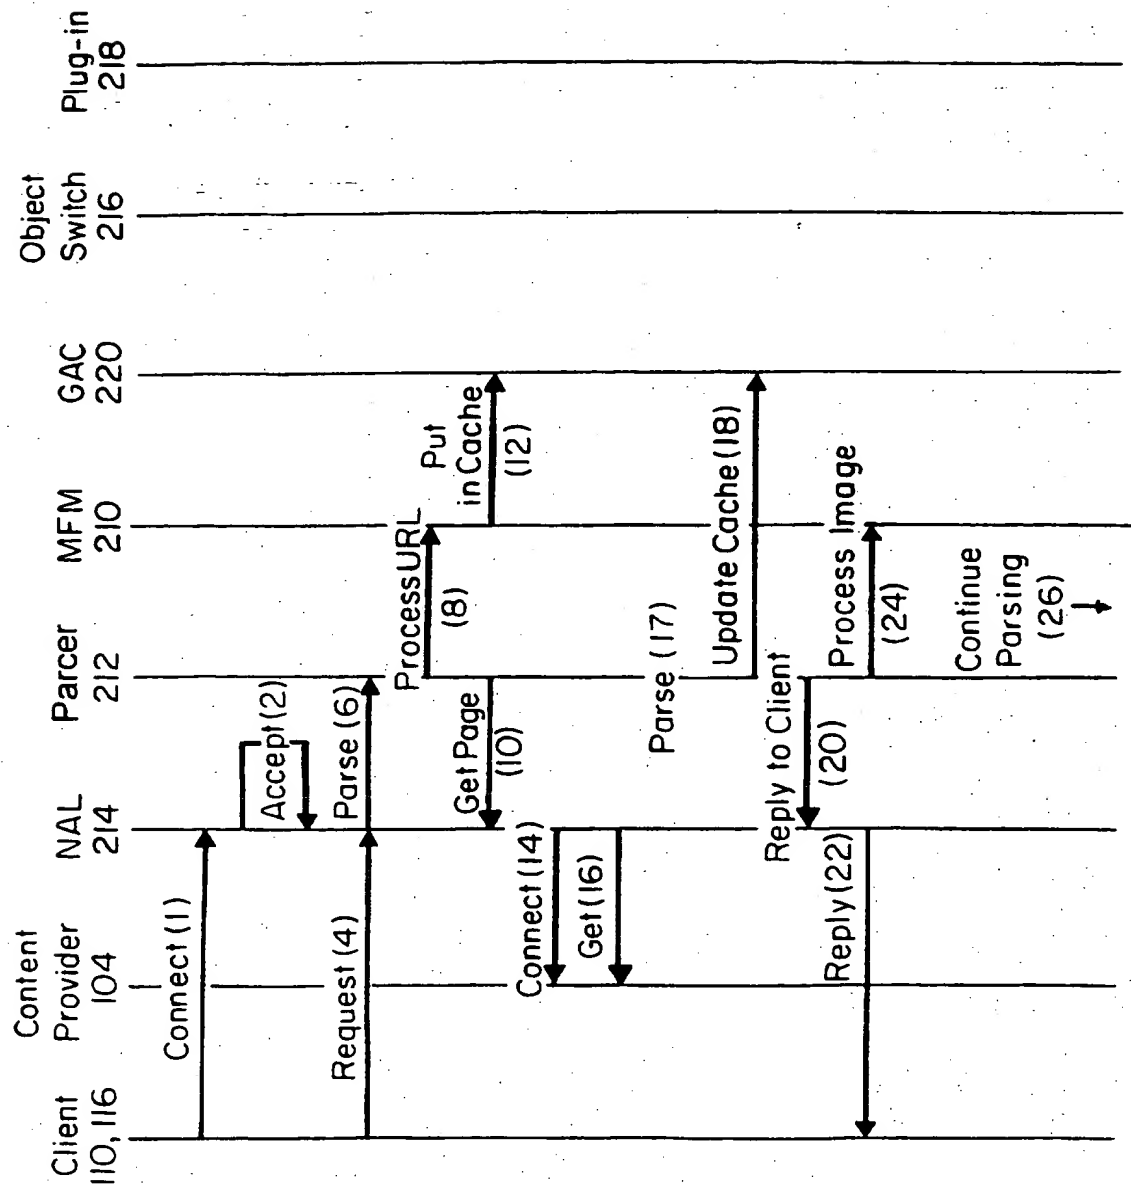 Client
110, 116
Content
Provider
104
NAL
214
Parcer
212
MFM
210
GAC
220
Object
Switch
216
Plug-in
218
Connect (1)
Accept (2)
Request (4)
Parse (6)
Process URL
(8)
Get Page
(10)
Put
in Cache
(12)
Connect (14)
Get (16)
Parse (17)
Update Cache (18)
Reply to Client
(20)
Reply (22)
Process Image
(24)
Continue
Parsing
(26)